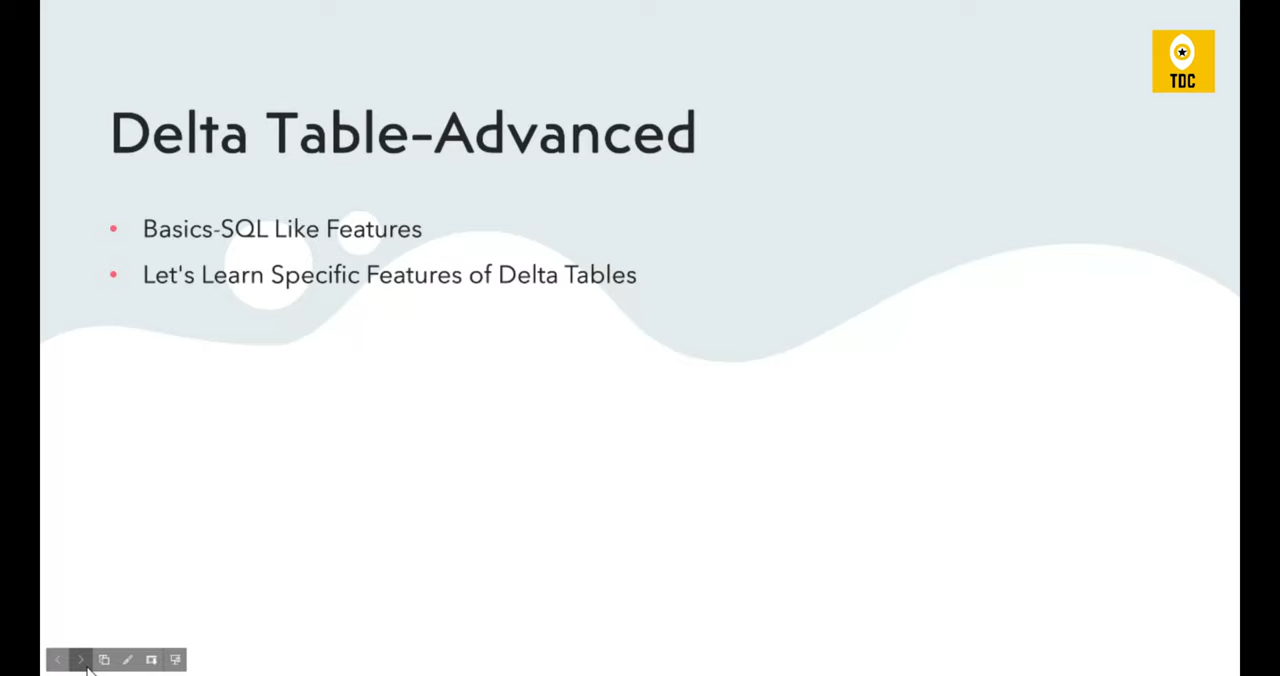 TDC
Delta Table-Advanced
• Basics-SQL Like Features
• Let's Learn Specific Features of Delta Tables